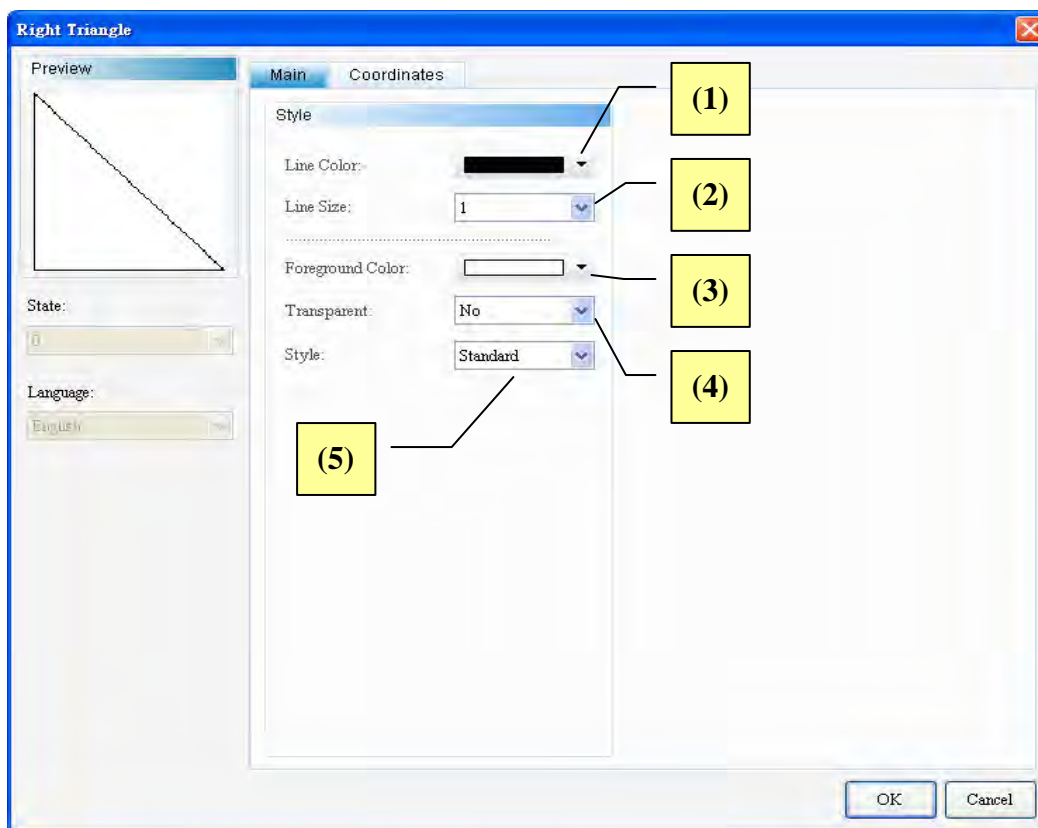 Right Triangle
Preview
Main Coordinates
Style
Line Color:
Line Size: 1
Foreground Color:
Transparent: No
Style: Standard
State:
0
Language:
English
(1)
(2)
(3)
(4)
(5)
OK Cancel